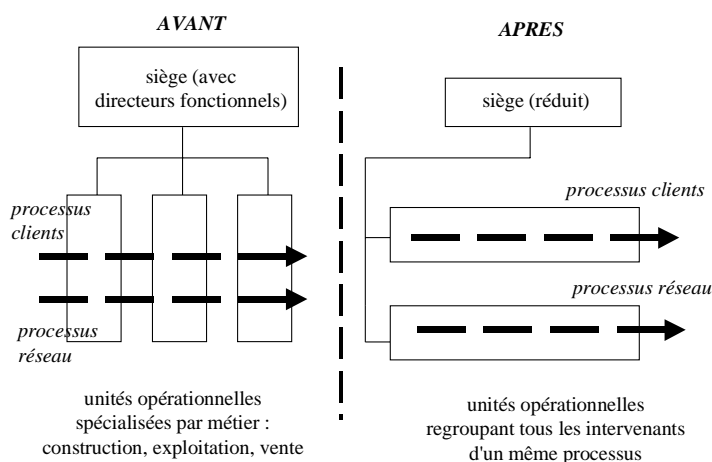 AVANT
siège (avec
directeurs fonctionnels)
processus
clients
processus
réseau
unités opérationnelles
spécialisées par métier :
construction, exploitation, vente
APRES
siège (réduit)
processus clients
processus réseau
unités opérationnelles
regroupant tous les intervenants
d'un même processus